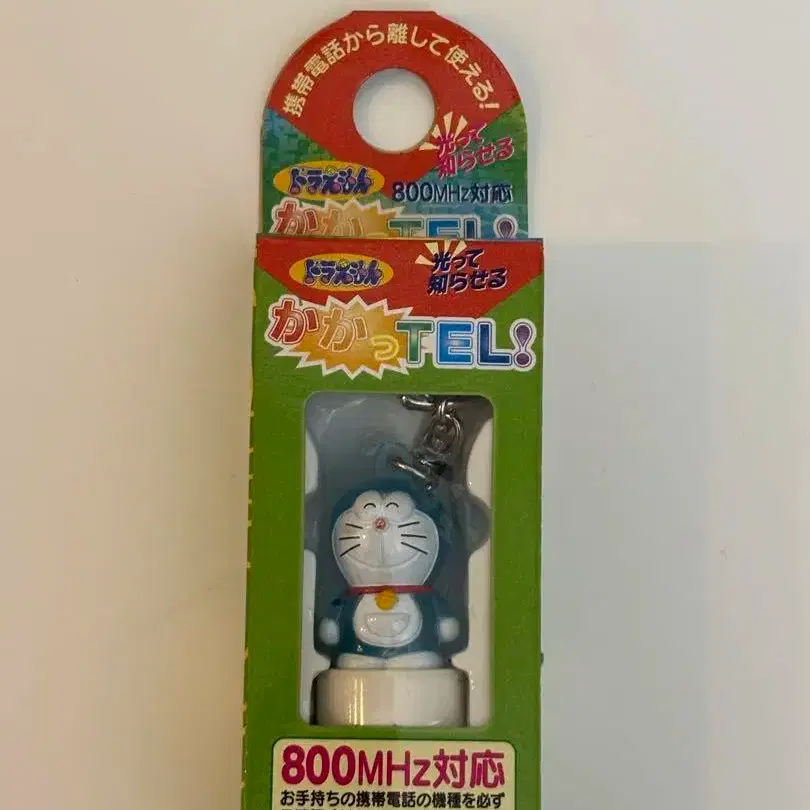 携帯電話から離して使える!
光って
知らせる
ドラえもん
800MHz対応
かかっTEL!
ドラえもん
光って
知らせる
かかっTEL!
800MHz対応
お手持ちの携帯電話の機種を必ず